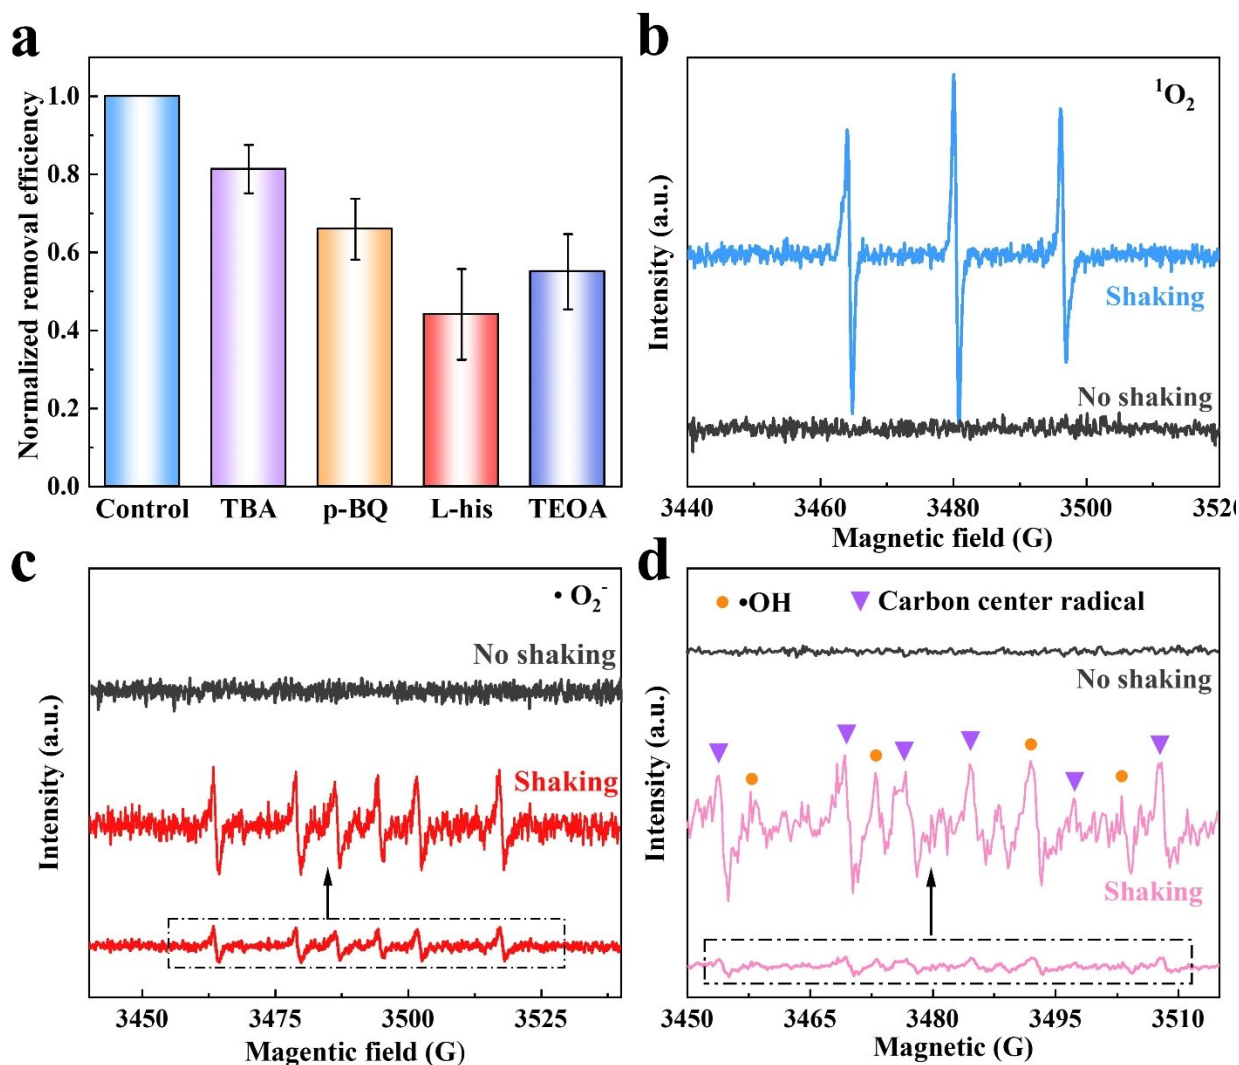 a
Normalized removal efficiency
1.0
0.8
0.6
0.4
0.2
0.0
Control TBA p-BQ L-his TEOA
b
Intensity (a.u.)
¹O₂
Shaking
No shaking
3440 3460 3480 3500 3520
Magnetic field (G)
c
Intensity (a.u.)
• O₂⁻
No shaking
Shaking
3450 3475 3500 3525
Magentic field (G)
d
Intensity (a.u.)
•OH Carbon center radical
No shaking
Shaking
3450 3465 3480 3495 3510
Magnetic (G)